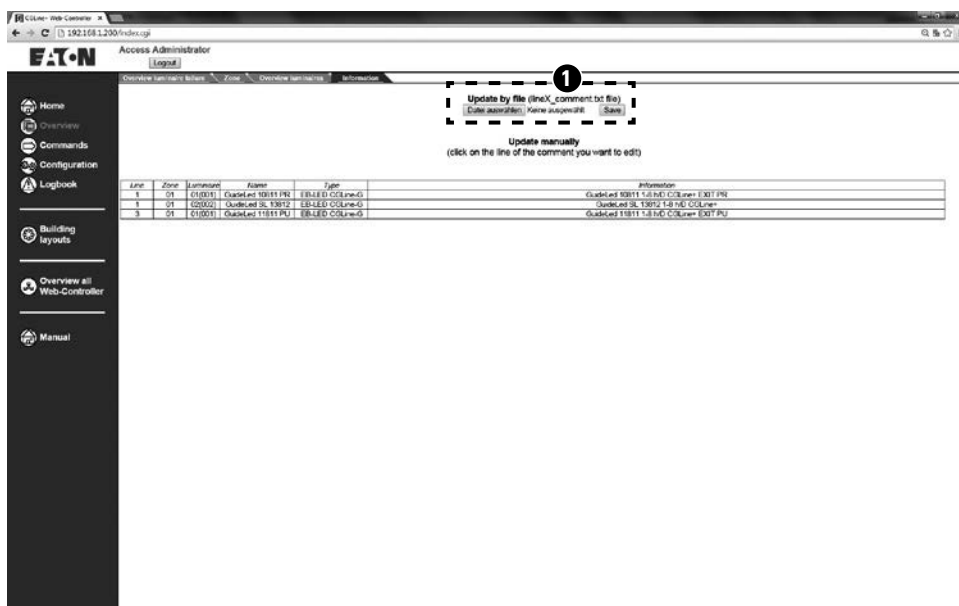 CGLine+ Web-Controller
192.168.1.200/index.cgi
EATON
Access Administrator
Logout
Overview luminaire failure
Zone
Overview luminaires
Information
1
Update by file (lineX_comment.txt file)
Datei auswählen Keine ausgewählt Save
Update manually
(click on the line of the comment you want to edit)
Home
Overview
Commands
Configuration
Logbook
Building
layouts
Overview all
Web-Controller
Manual
Line Zone Luminaire Name Type Information
1 01 01(001) GuideLed 10811 PR EB-LED CGLine-G GuideLed 10811 1-8 h/D CGLine+ EXIT PR
1 01 02(002) GuideLed SL 13812 EB-LED CGLine-G GuideLed SL 13812 1-8 h/D CGLine+
3 01 01(001) GuideLed 11811 PU EB-LED CGLine-G GuideLed 11811 1-8 h/D CGLine+ EXIT PU